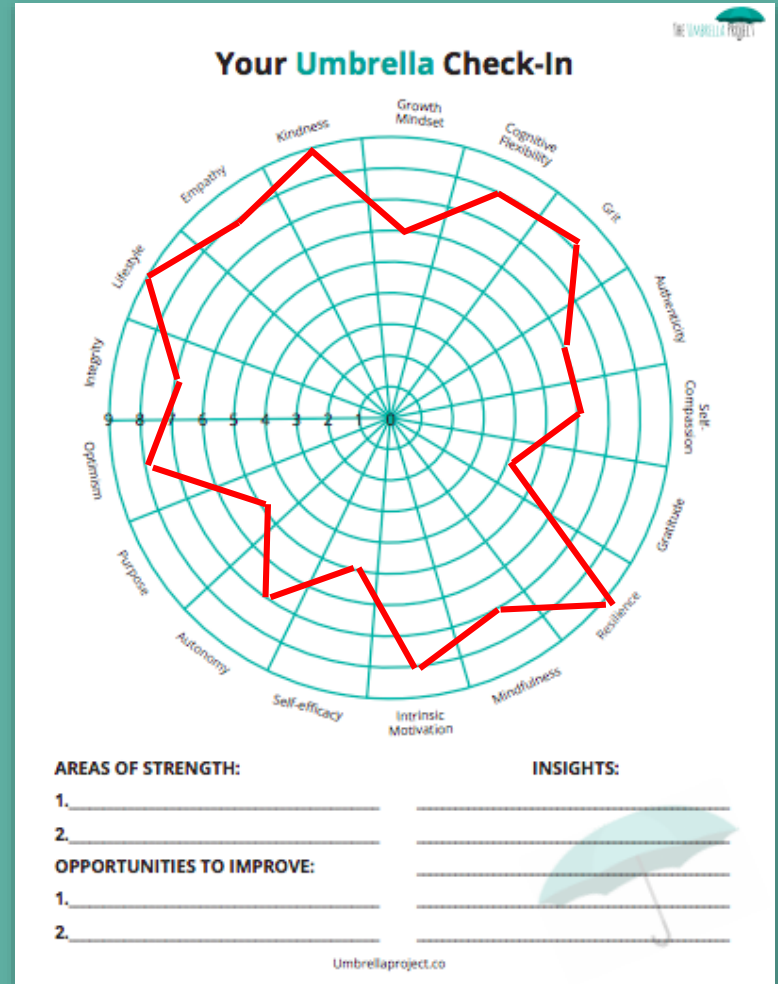 THE UMBRELLA PROJECT
Your Umbrella Check-In
Growth
Mindset
Cognitive
Flexibility
Grit
Authenticity
Self-
Compassion
Gratitude
Resilience
Mindfulness
Intrinsic
Motivation
Self-efficacy
Autonomy
Purpose
Optimism
Integrity
Lifestyle
Empathy
Kindness
9 8 7 6 5 4 3 2 1 0
AREAS OF STRENGTH:
1.
2.
OPPORTUNITIES TO IMPROVE:
1.
2.
INSIGHTS:
Umbrellaproject.co